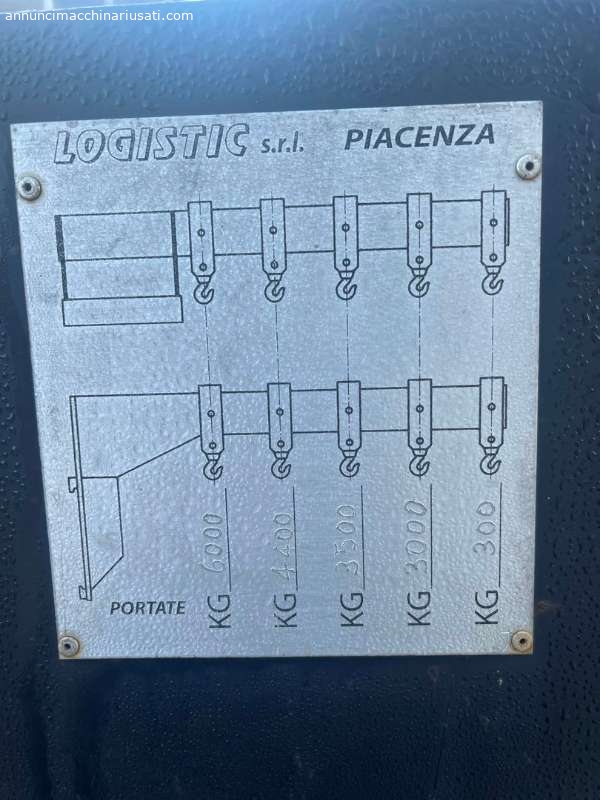 annuncimacchinariusati.com
LOGISTIC s.r.l. PIACENZA
PORTATE
KG 6000
KG 4400
KG 3500
KG 3000
KG 300